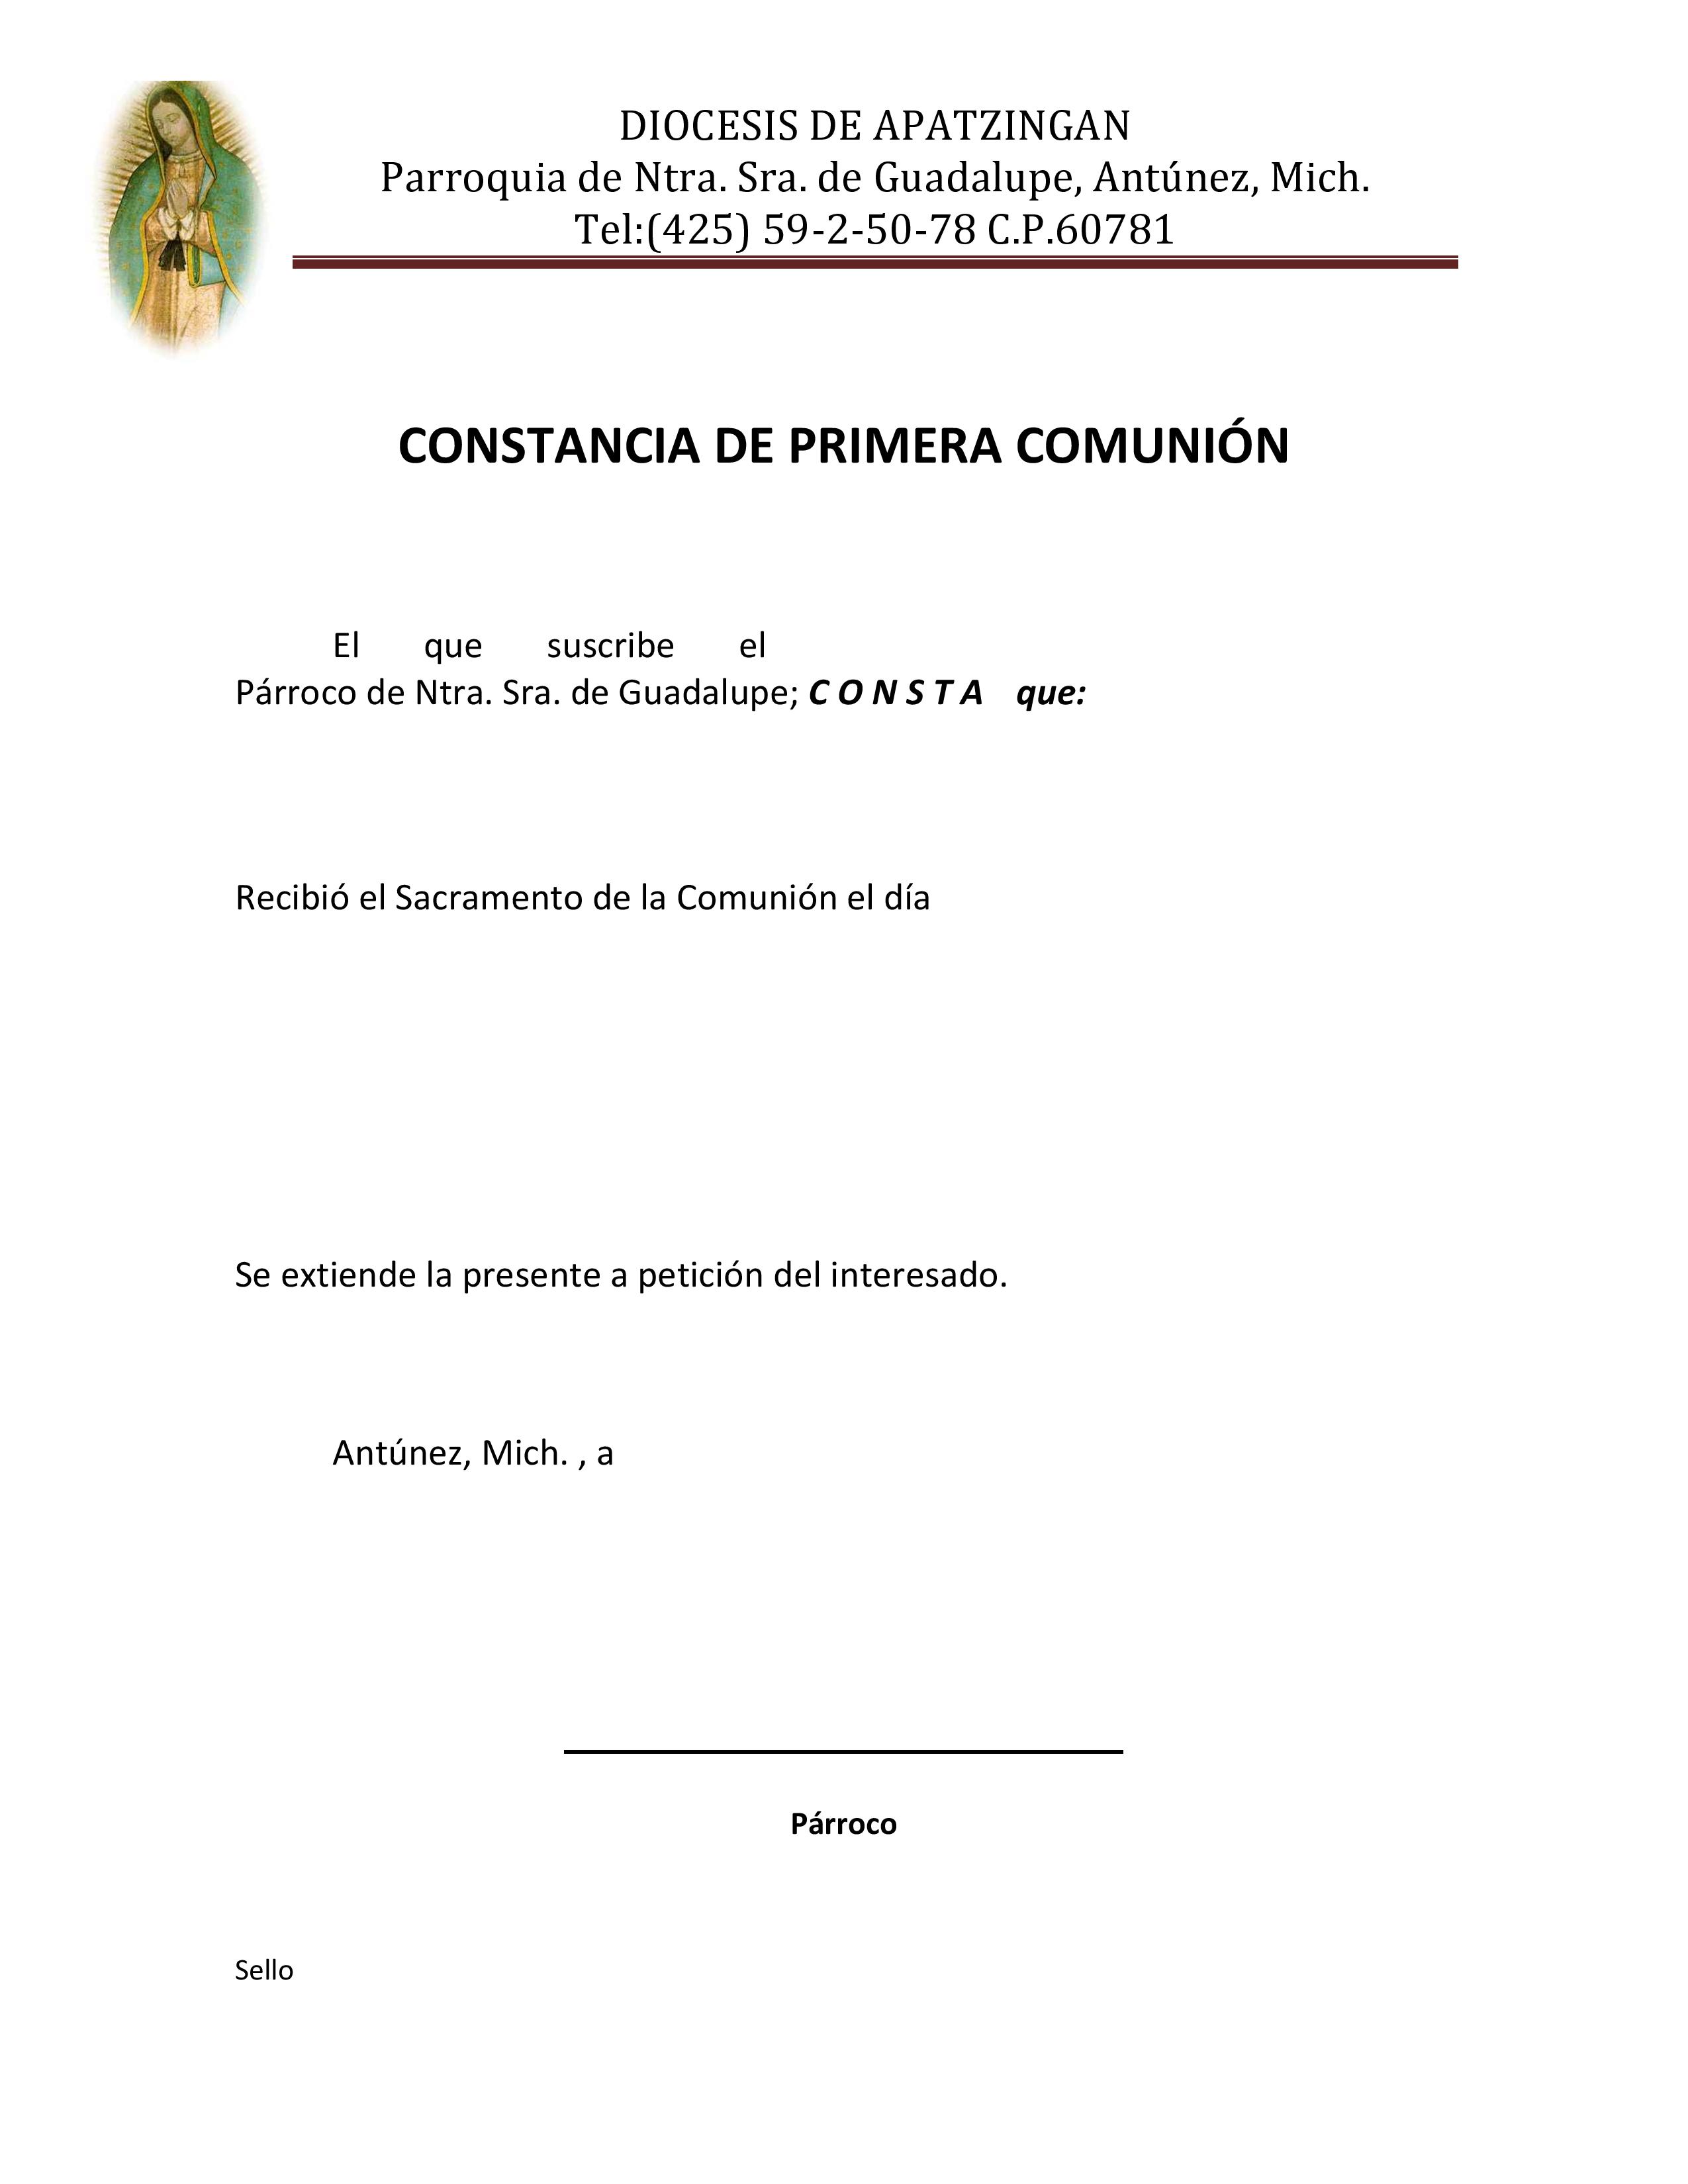 DIOCESIS DE APATZINGAN
Parroquia de Ntra. Sra. de Guadalupe, Antúnez, Mich.
Tel:(425) 59-2-50-78 C.P.60781
CONSTANCIA DE PRIMERA COMUNIÓN
El que suscribe el
Párroco de Ntra. Sra. de Guadalupe; C O N S T A que:
Recibió el Sacramento de la Comunión el día
Se extiende la presente a petición del interesado.
Antúnez, Mich. , a
Párroco
Sello